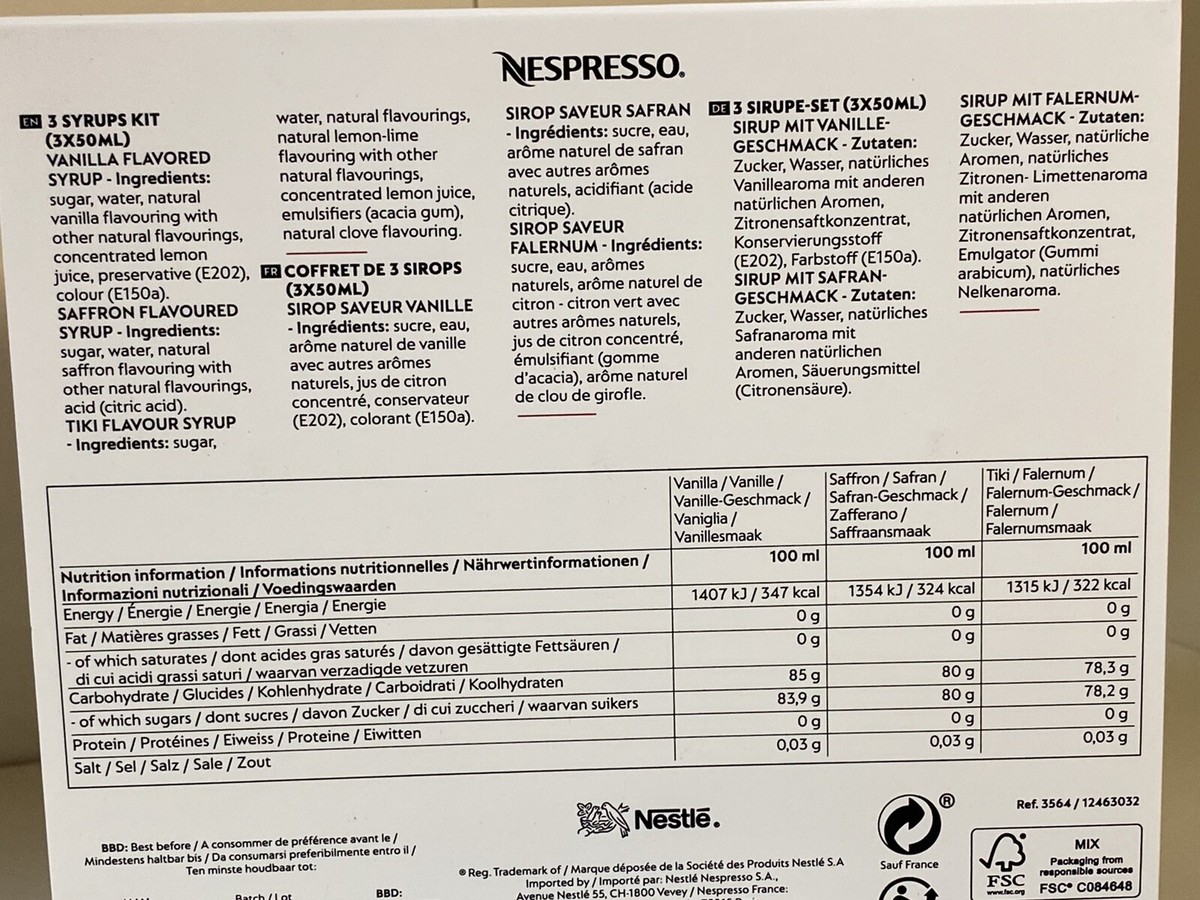 NESPRESSO.
EN 3 SYRUPS KIT
(3X50ML)
VANILLA FLAVORED
SYRUP - Ingredients:
sugar, water, natural
vanilla flavouring with
other natural flavourings,
concentrated lemon
juice, preservative (E202),
colour (E150a).
SAFFRON FLAVOURED
SYRUP - Ingredients:
sugar, water, natural
saffron flavouring with
other natural flavourings,
acid (citric acid).
TIKI FLAVOUR SYRUP
- Ingredients: sugar,
water, natural flavourings,
natural lemon-lime
flavouring with other
natural flavourings,
concentrated lemon juice,
emulsifiers (acacia gum),
natural clove flavouring.
FR COFFRET DE 3 SIROPS
(3X50ML)
SIROP SAVEUR VANILLE
- Ingrédients: sucre, eau,
arôme naturel de vanille
avec autres arômes
naturels, jus de citron
concentré, conservateur
(E202), colorant (E150a).
SIROP SAVEUR SAFRAN
- Ingrédients: sucre, eau,
arôme naturel de safran
avec autres arômes
naturels, acidifiant (acide
citrique).
SIROP SAVEUR
FALERNUM - Ingrédients:
sucre, eau, arômes
naturels, arôme naturel de
citron - citron vert avec
autres arômes naturels,
jus de citron concentré,
émulsifiant (gomme
d'acacia), arôme naturel
de clou de girofle.
DE 3 SIRUPE-SET (3X50ML)
SIRUP MIT VANILLE-
GESCHMACK - Zutaten:
Zucker, Wasser, natürliches
Vanillearoma mit anderen
natürlichen Aromen,
Zitronensaftkonzentrat,
Konservierungsstoff
(E202), Farbstoff (E150a).
SIRUP MIT SAFRAN-
GESCHMACK - Zutaten:
Zucker, Wasser, natürliches
Safranaroma mit
anderen natürlichen
Aromen, Säuerungsmittel
(Citronensäure).
SIRUP MIT FALERNUM-
GESCHMACK - Zutaten:
Zucker, Wasser, natürliche
Aromen, natürliches
Zitronen- Limettenaroma
mit anderen
natürlichen Aromen,
Zitronensaftkonzentrat,
Emulgator (Gummi
arabicum), natürliches
Nelkenaroma.
Vanilla / Vanille /
Vanille-Geschmack /
Vaniglia /
Vanillesmaak
Saffron / Safran /
Safran-Geschmack /
Zafferano /
Saffraansmaak
Tiki / Falernum /
Falernum-Geschmack /
Falernum /
Falernumsmaak
Nutrition information / Informations nutritionnelles / Nährwertinformationen /
Informazioni nutrizionali / Voedingswaarden
100 ml 100 ml 100 ml
Energy / Énergie / Energie / Energia / Energie 1407 kJ / 347 kcal 1354 kJ / 324 kcal 1315 kJ / 322 kcal
Fat / Matières grasses / Fett / Grassi / Vetten 0 g 0 g 0 g
- of which saturates / dont acides gras saturés / davon gesättigte Fettsäuren /
di cui acidi grassi saturi / waarvan verzadigde vetzuren 0 g 0 g 0 g
Carbohydrate / Glucides / Kohlenhydrate / Carboidrati / Koolhydraten 85 g 80 g 78,3 g
- of which sugars / dont sucres / davon Zucker / di cui zuccheri / waarvan suikers 83,9 g 80 g 78,2 g
Protein / Protéines / Eiweiss / Proteine / Eiwitten 0 g 0 g 0 g
Salt / Sel / Salz / Sale / Zout 0,03 g 0,03 g 0,03 g
BBD: Best before / A consommer de préférence avant le /
Mindestens haltbar bis / Da consumarsi preferibilmente entro il /
Ten minste houdbaar tot:
Batch / Lot BBD:
Nestlé.
® Reg. Trademark of / Marque déposée de la Société des Produits Nestlé S.A
Imported by / Importé par: Nestlé Nespresso S.A.,
Avenue Nestlé 55, CH-1800 Vevey / Nespresso France:
®
Sauf France
Ref. 3564 / 12463032
FSC
www.fsc.org
MIX
Packaging from
responsible sources
FSC® C084648